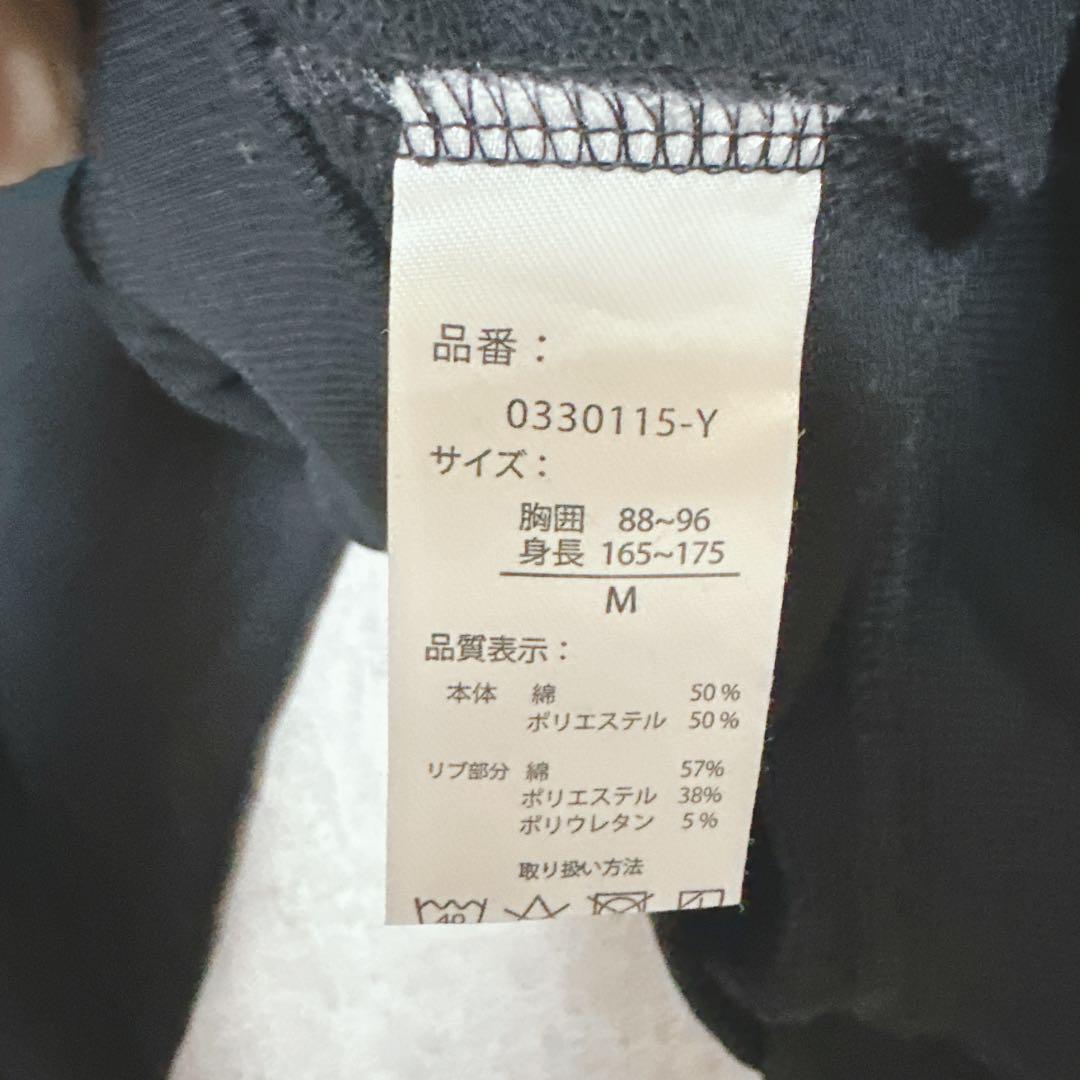 品番：
0330115-Y
サイズ：
胸囲 88~96
身長 165~175
M
品質表示：
本体 綿 50%
ポリエステル 50%
リブ部分 綿 57%
ポリエステル 38%
ポリウレタン 5%
取り扱い方法
40